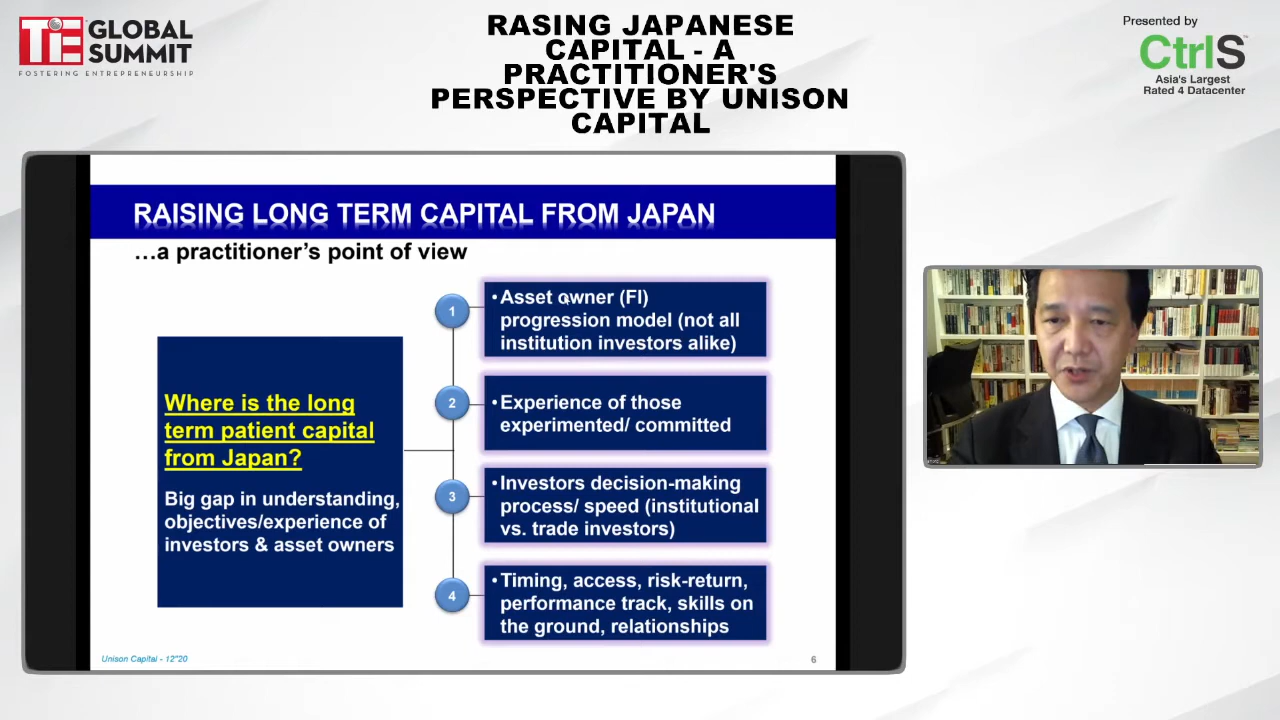 TiE GLOBAL
SUMMIT
FOSTERING ENTREPRENEURSHIP
RASING JAPANESE
CAPITAL - A
PRACTITIONER'S
PERSPECTIVE BY UNISON
CAPITAL
Presented by
CtrlS™
Asia's Largest
Rated 4 Datacenter
RAISING LONG TERM CAPITAL FROM JAPAN
…a practitioner's point of view
Where is the long
term patient capital
from Japan?
Big gap in understanding,
objectives/experience of
investors & asset owners
1
•Asset owner (FI)
progression model (not all
institution investors alike)
2
•Experience of those
experimented/ committed
3
•Investors decision-making
process/ speed (institutional
vs. trade investors)
4
•Timing, access, risk-return,
performance track, skills on
the ground, relationships
Unison Capital - 12"20
6